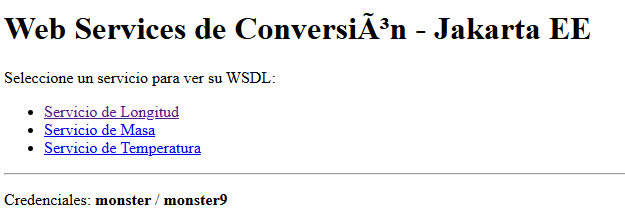 Web Services de ConversiÃ³n - Jakarta EE
Seleccione un servicio para ver su WSDL:
Servicio de Longitud
Servicio de Masa
Servicio de Temperatura
Credenciales: monster / monster9